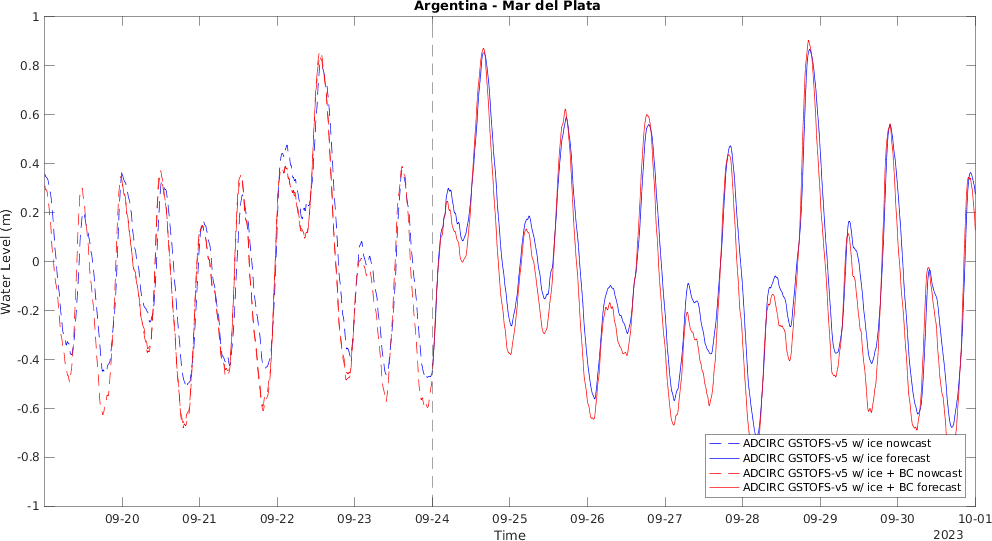 Argentina - Mar del Plata
1
0.8
0.6
0.4
0.2
0
-0.2
-0.4
-0.6
-0.8
-1
Water Level (m)
ADCIRC GSTOFS-v5 w/ ice nowcast
ADCIRC GSTOFS-v5 w/ ice forecast
ADCIRC GSTOFS-v5 w/ ice + BC nowcast
ADCIRC GSTOFS-v5 w/ ice + BC forecast
09-20 09-21 09-22 09-23 09-24 09-25 09-26 09-27 09-28 09-29 09-30 10-01
Time
2023